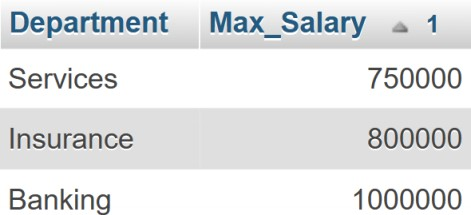 Department Max_Salary 1
Services 750000
Insurance 800000
Banking 1000000